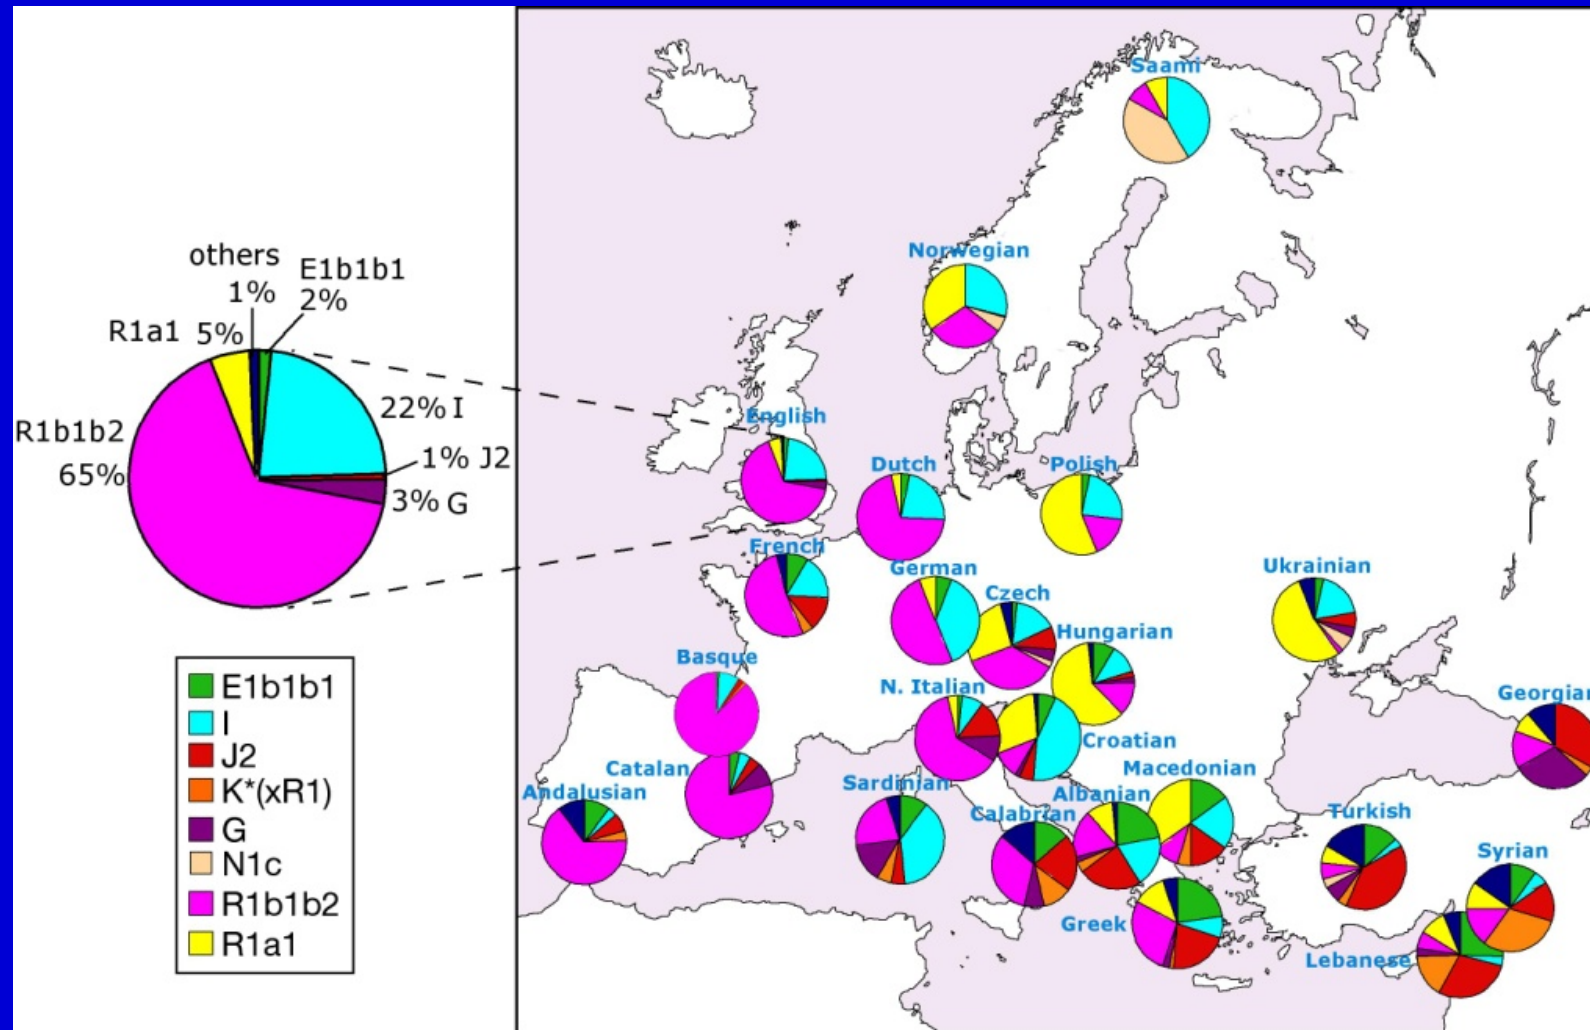 others
1%
E1b1b1
2%
R1a1 5%
22% I
R1b1b2
65%
1% J2
3% G
E1b1b1
I
J2
K*(xR1)
G
N1c
R1b1b2
R1a1
Saami
Norwegian
English
Dutch
Polish
French
German
Czech
Ukrainian
Hungarian
Basque
N. Italian
Georgian
Croatian
Catalan
Sardinian
Macedonian
Andalusian
Albanian
Calabrian
Turkish
Syrian
Greek
Lebanese